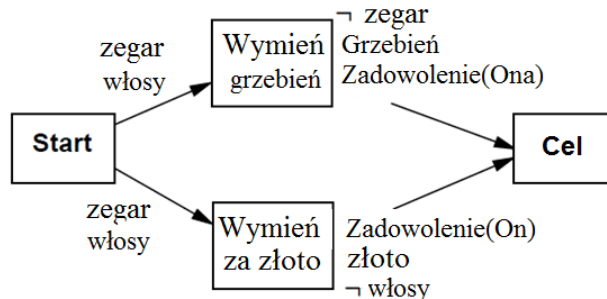 zegar
włosy
Wymień
grzebień
¬ zegar
Grzebień
Zadowolenie(Ona)
Start
Cel
zegar
włosy
Wymień
za złoto
Zadowolenie(On)
złoto
¬ włosy